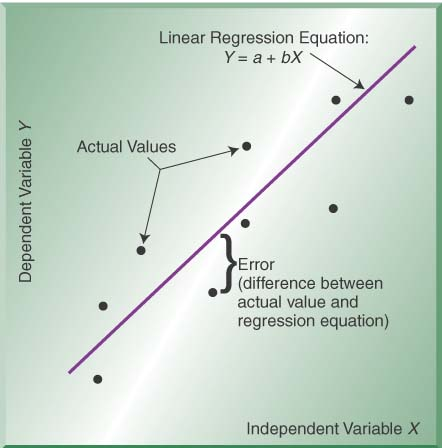 Linear Regression Equation:
Y = a + bX
Actual Values
Dependent Variable Y
Error
(difference between
actual value and
regression equation)
Independent Variable X